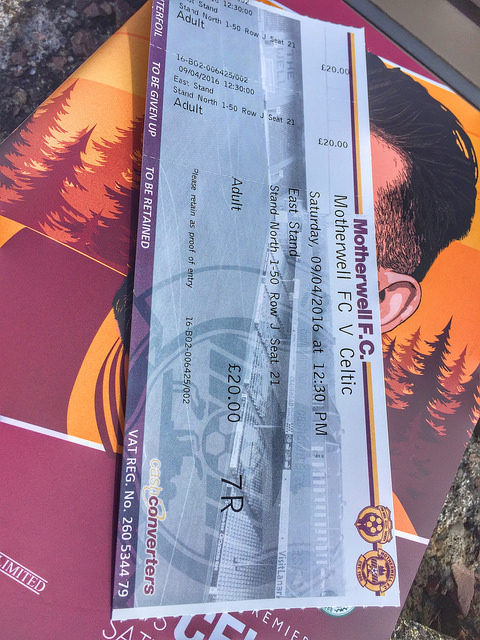 12:30:00
East Stand
Stand North 1-50 Row J Seat 21
Adult
£20.00
16-B02-006425/002
09/04/2016 12:30:00
East Stand
Stand North 1-50 Row J Seat 21
Adult
£20.00
TO BE GIVEN UP
TO BE RETAINED
Motherwell F.C.
Motherwell FC V Celtic
Saturday, 09/04/2016 at 12:30 PM
East Stand
Stand North 1-50 Row J Seat 21
Adult
£20.00
7R
Please retain as proof of entry
16-B02-006425/002
cashconverters
VAT REG. No. 260 5344 79
LIMITED